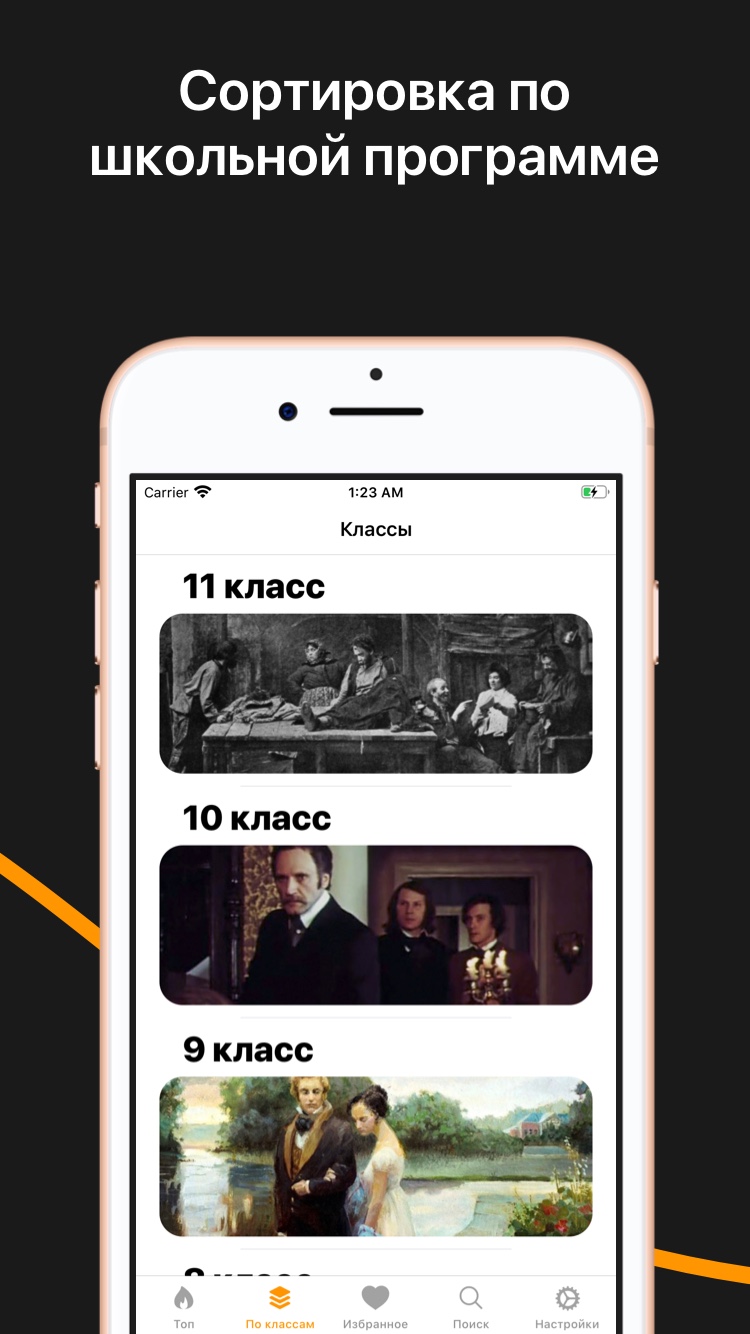 Сортировка по
школьной программе
Carrier 1:23 AM
Классы
11 класс
10 класс
9 класс
Топ По классам Избранное Поиск Настройки